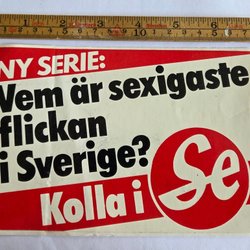 NY SERIE:
Vem är sexigaste
flickan
i Sverige?
Kolla i Se